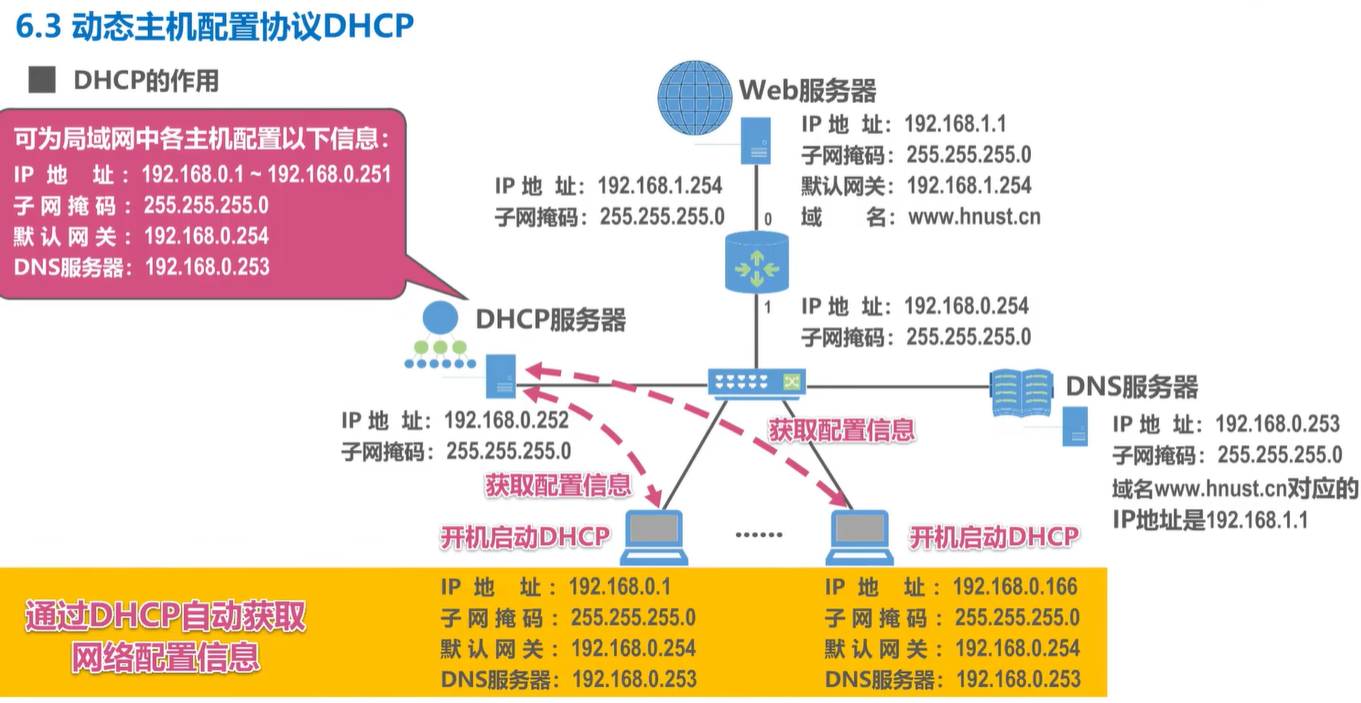 6.3 动态主机配置协议DHCP
DHCP的作用
可为局域网中各主机配置以下信息：
IP 地 址：192.168.0.1 ~ 192.168.0.251
子 网 掩 码：255.255.255.0
默 认 网 关：192.168.0.254
DNS服务器：192.168.0.253
Web服务器
IP 地 址：192.168.1.1
子网掩码：255.255.255.0
默认网关：192.168.1.254
域 名：www.hnust.cn
IP 地 址：192.168.1.254
子网掩码：255.255.255.0
0
1
IP 地 址：192.168.0.254
子网掩码：255.255.255.0
DHCP服务器
IP 地 址：192.168.0.252
子网掩码：255.255.255.0
DNS服务器
IP 地 址：192.168.0.253
子网掩码：255.255.255.0
域名www.hnust.cn对应的
IP地址是192.168.1.1
获取配置信息
获取配置信息
开机启动DHCP
......
开机启动DHCP
通过DHCP自动获取
网络配置信息
IP 地 址：192.168.0.1
子 网 掩 码：255.255.255.0
默 认 网 关：192.168.0.254
DNS服务器：192.168.0.253
IP 地 址：192.168.0.166
子 网 掩 码：255.255.255.0
默 认 网 关：192.168.0.254
DNS服务器：192.168.0.253